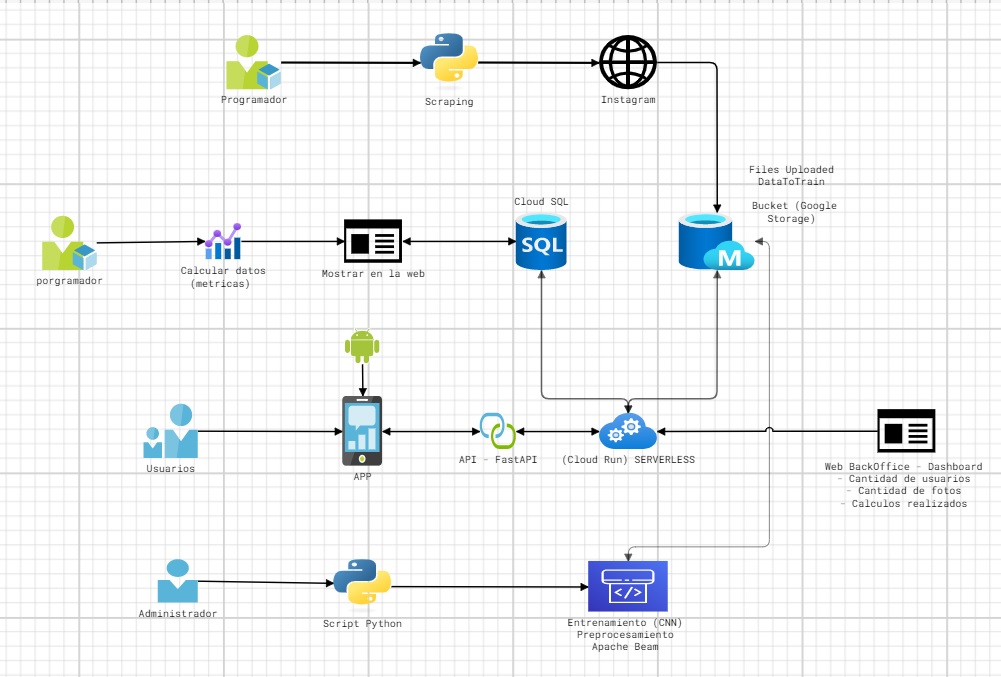 Programador
Scraping
Instagram
Files Uploaded
DataToTrain
Bucket (Google
Storage)
Cloud SQL
SQL
M
porgramador
Calcular datos
(metricas)
Mostrar en la web
Usuarios
APP
API - FastAPI
(Cloud Run) SERVERLESS
Web BackOffice - Dashboard
- Cantidad de usuarios
- Cantidad de fotos
- Calculos realizados
Administrador
Script Python
</>
Entrenamiento (CNN)
Preprocesamiento
Apache Beam